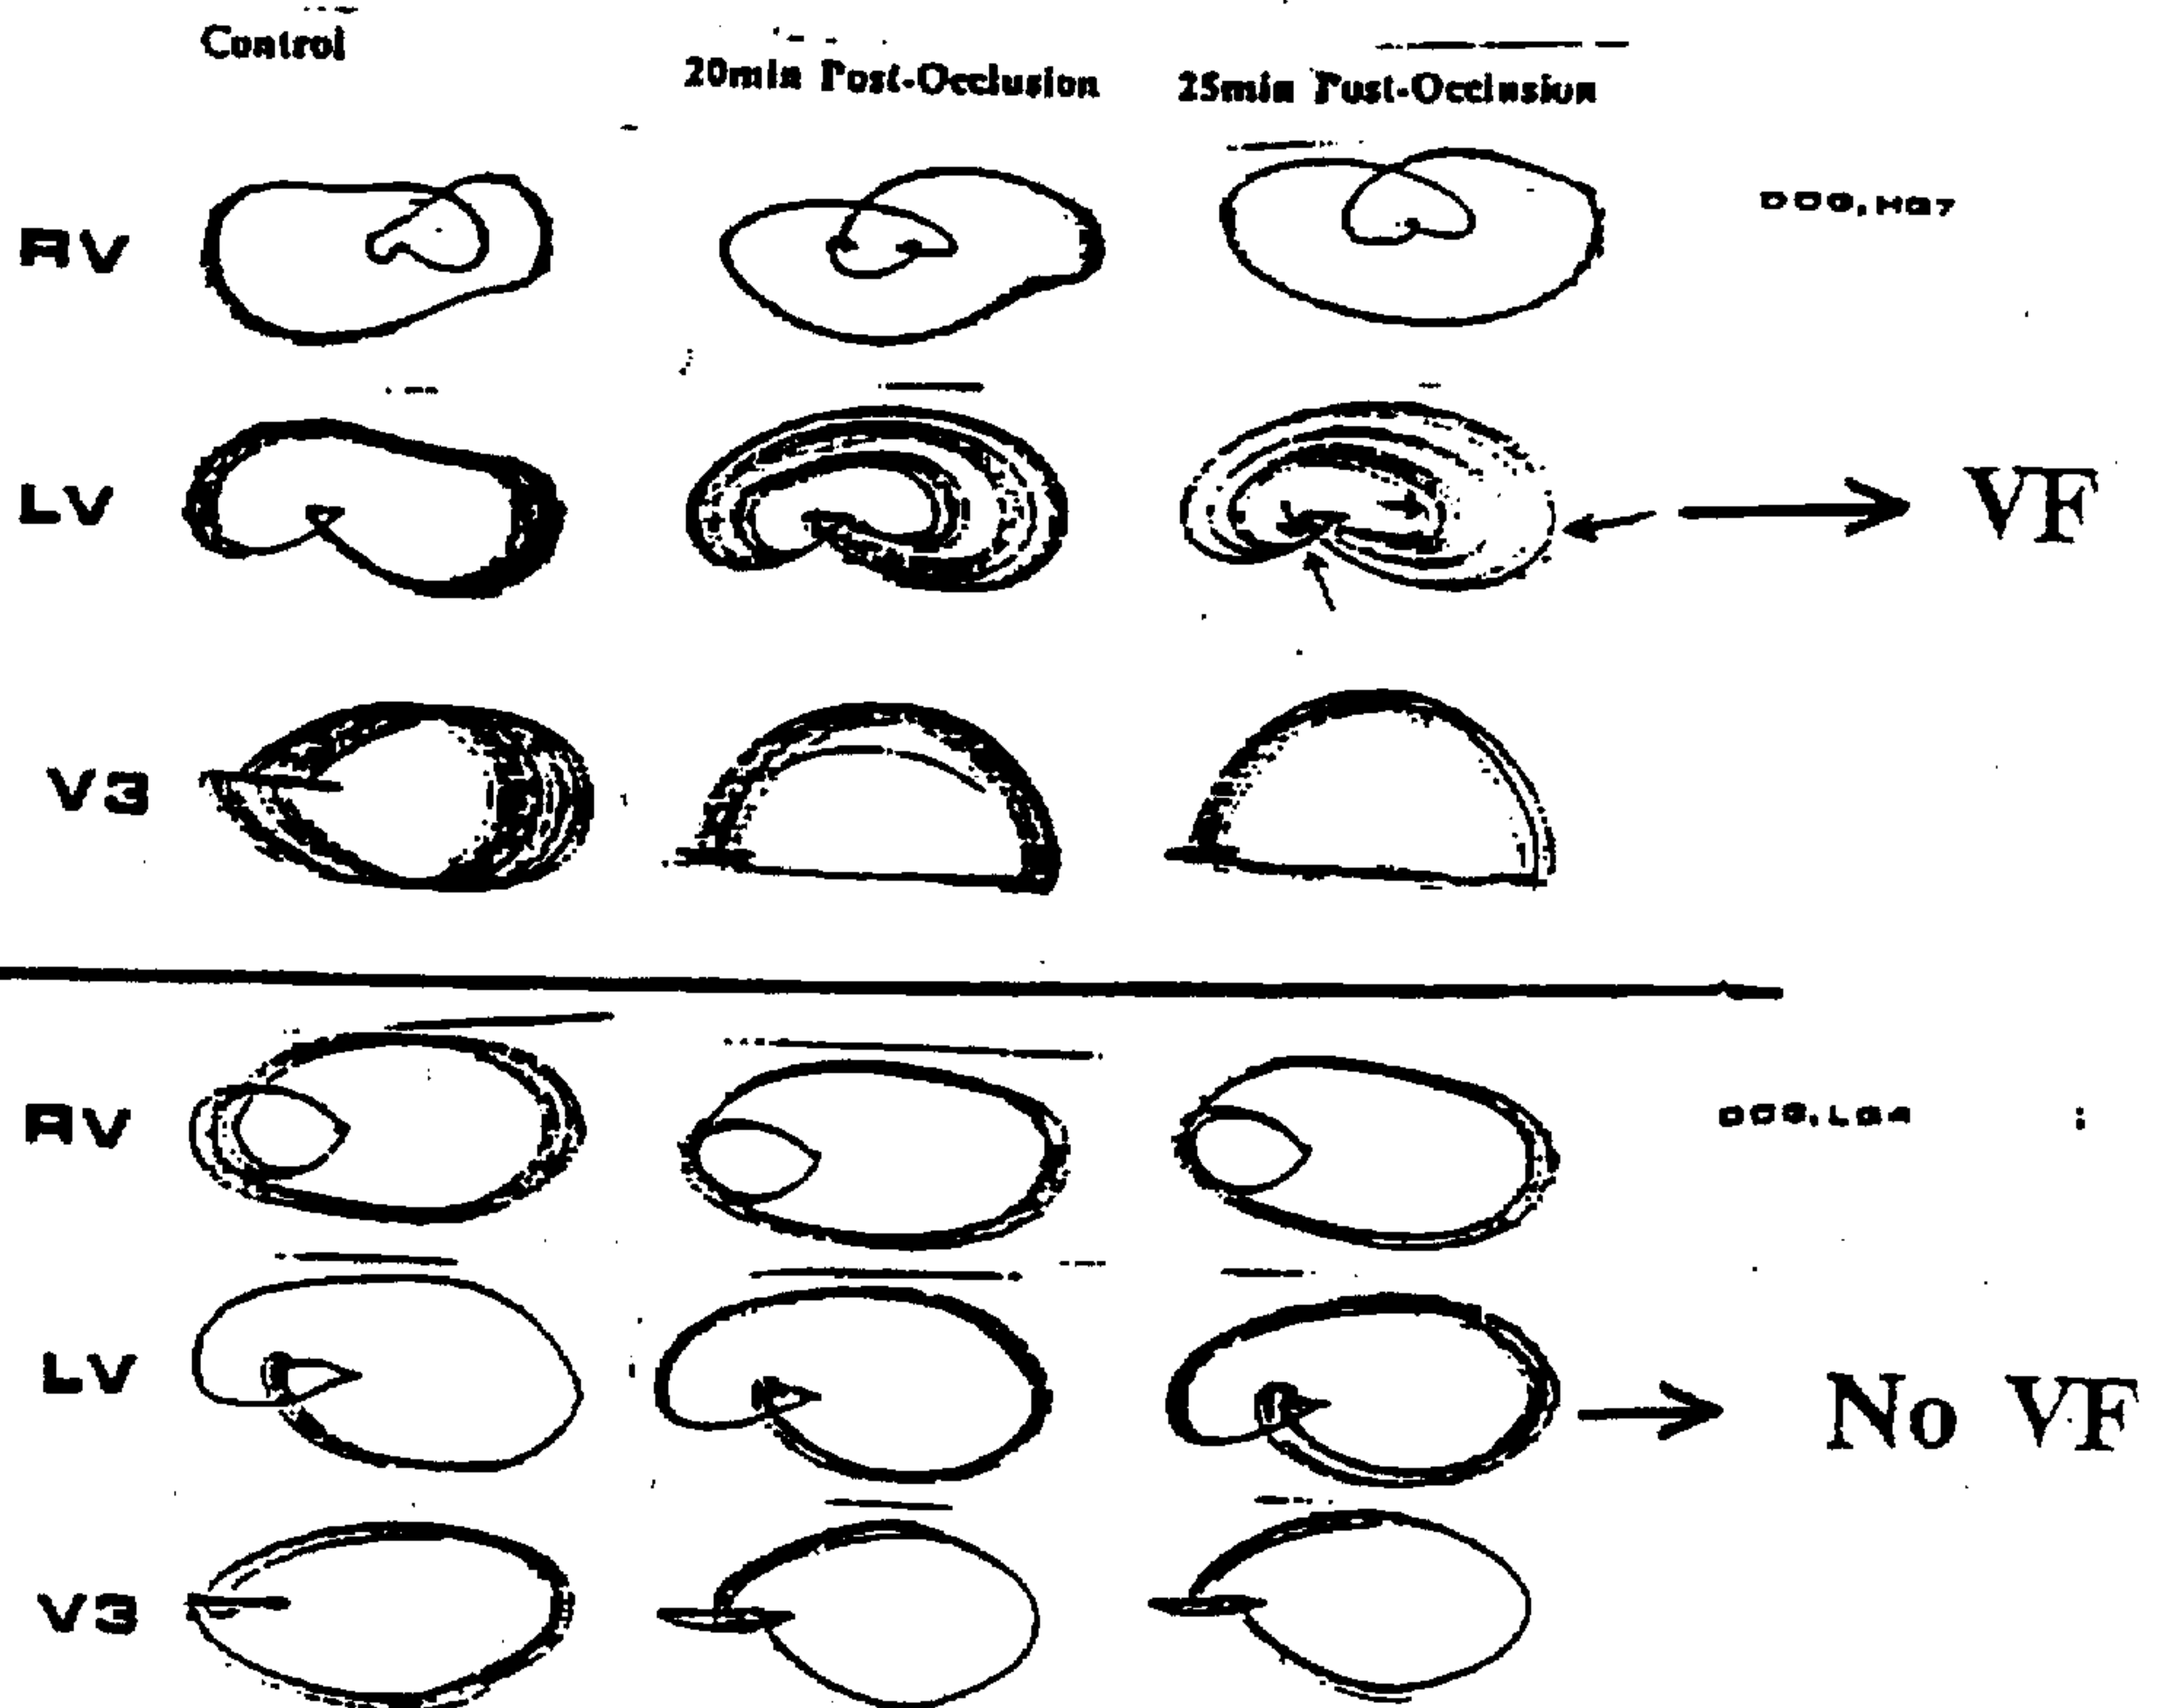 Control
20min Post-Occlusion
25min Post-Occlusion
RV
LV
VF
V3
RV
LV
No VF
V3